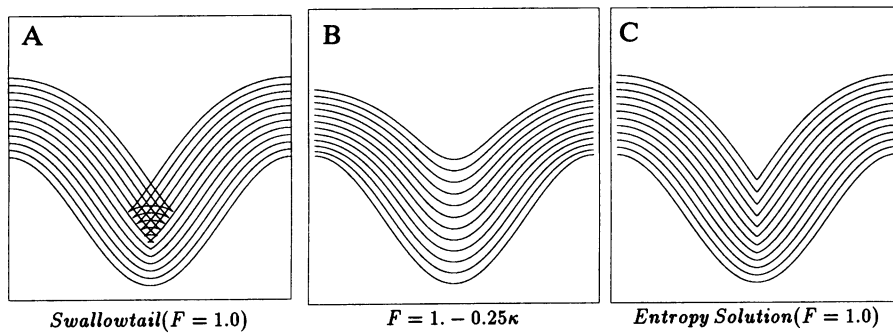 A
B
C
Swallowtail(F = 1.0)
F = 1. − 0.25κ
Entropy Solution(F = 1.0)